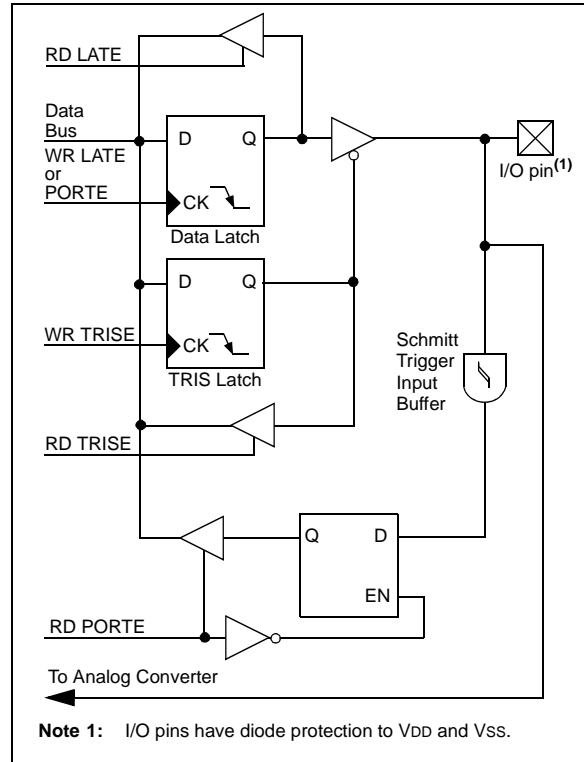 RD LATE
Data
Bus
WR LATE
or
PORTE
D Q
CK
Data Latch
I/O pin(1)
D Q
WR TRISE
CK
TRIS Latch
Schmitt
Trigger
Input
Buffer
RD TRISE
Q D
EN
RD PORTE
To Analog Converter
Note 1: I/O pins have diode protection to VDD and VSS.